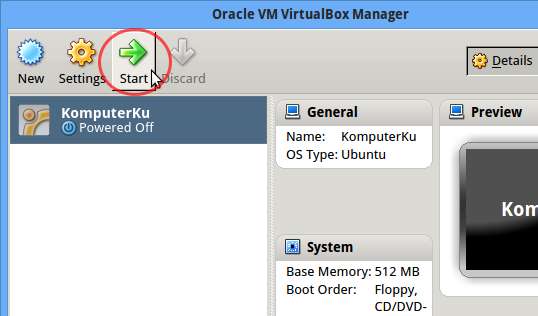 Oracle VM VirtualBox Manager
New Settings Start Discard
Details
KomputerKu
Powered Off
General
Name: KomputerKu
OS Type: Ubuntu
Preview
System
Base Memory: 512 MB
Boot Order: Floppy,
CD/DVD-